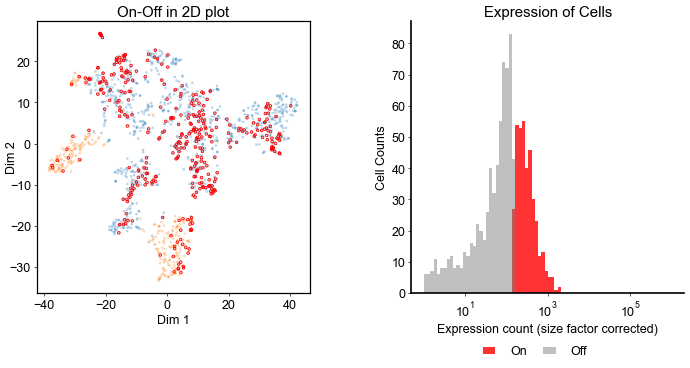 On-Off in 2D plot
Dim 2
20
10
0
−10
−20
−30
−40
−20
0
20
40
Dim 1
Expression of Cells
Cell Counts
80
70
60
50
40
30
20
10
0
10^1
10^3
10^5
Expression count (size factor corrected)
On
Off